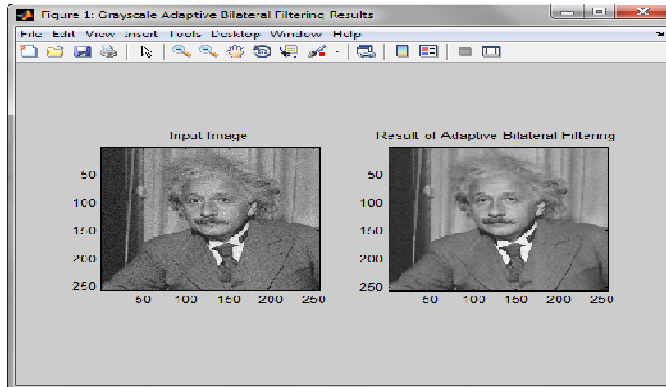 Figure 1: Grayscale Adaptive Bilateral Filtering Results
File Edit View Insert Tools Desktop Window Help
Input Image
50
100
150
200
250
50 100 150 200 250
Result of Adaptive Bilateral Filtering
50
100
150
200
250
50 100 150 200 250